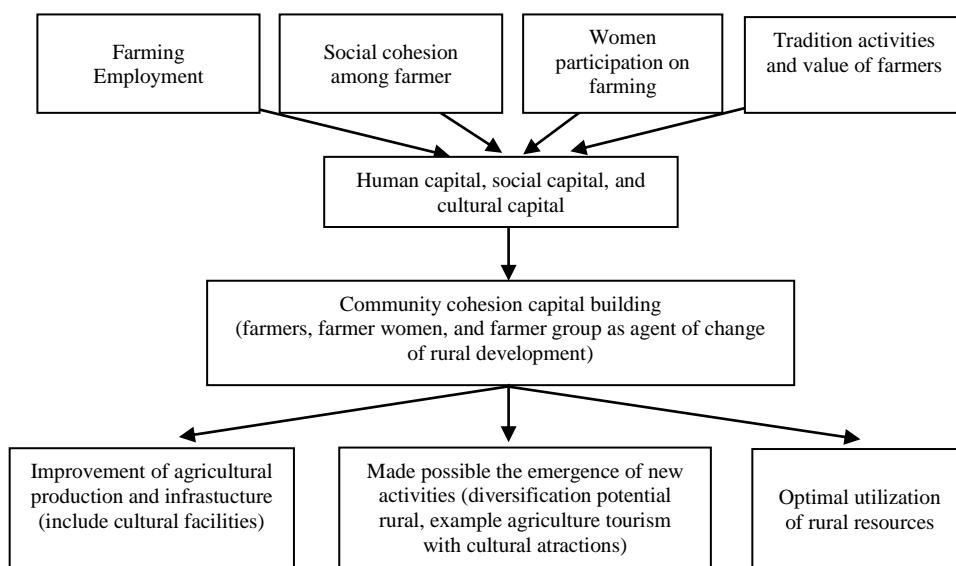 Farming
Employment
Social cohesion
among farmer
Women
participation on
farming
Tradition activities
and value of farmers
Human capital, social capital, and
cultural capital
Community cohesion capital building
(farmers, farmer women, and farmer group as agent of change
of rural development)
Improvement of agricultural
production and infrastucture
(include cultural facilities)
Made possible the emergence of new
activities (diversification potential
rural, example agriculture tourism
with cultural atractions)
Optimal utilization
of rural resources